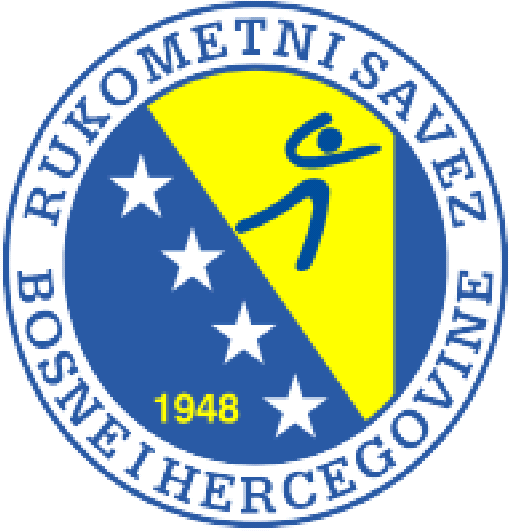 RUKOMETNI SAVEZ
BOSNE I HERCEGOVINE
1948